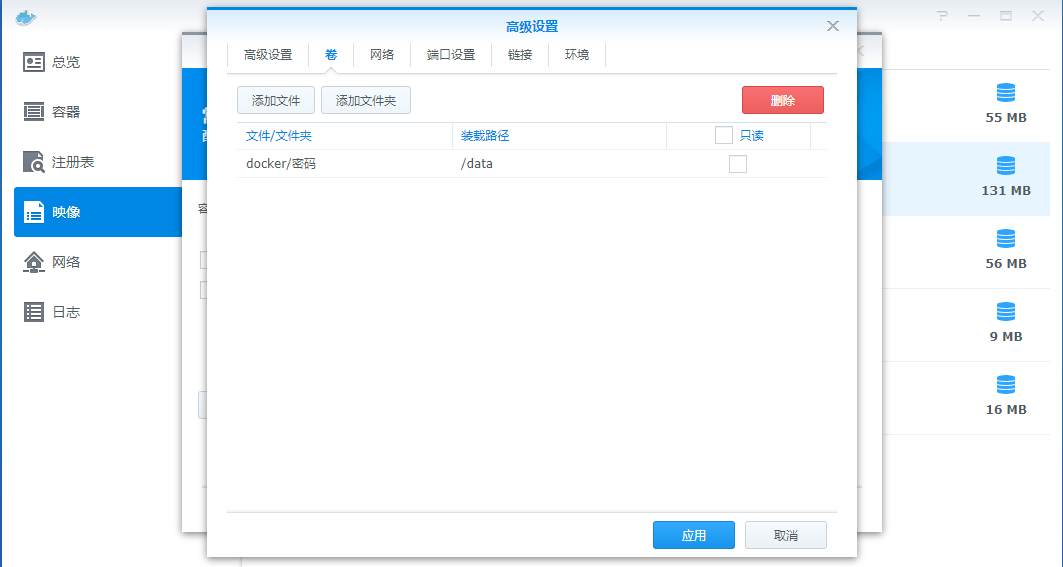 高级设置
高级设置 卷 网络 端口设置 链接 环境
添加文件 添加文件夹 删除
文件/文件夹 装载路径 只读
docker/密码 /data
应用 取消
总览
容器
注册表
映像
网络
日志
55 MB
131 MB
56 MB
9 MB
16 MB